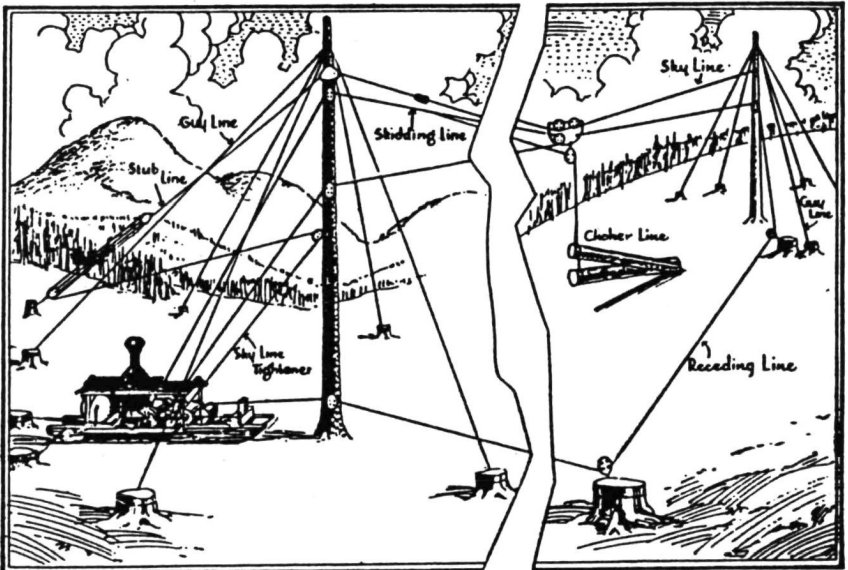 Guy Line
Stub
Line
Skidding Line
Sky Line
Tightener
Sky Line
Choker Line
Guy
Line
Receding Line